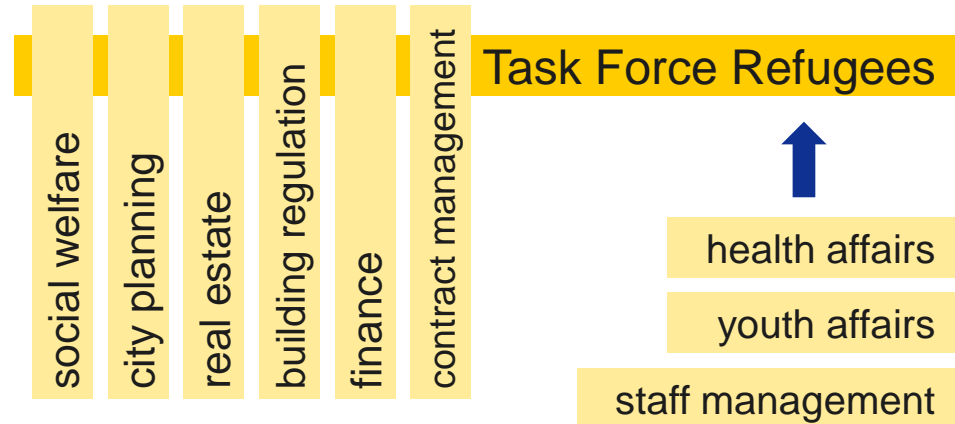 Task Force Refugees
social welfare
city planning
real estate
building regulation
finance
contract management
health affairs
youth affairs
staff management